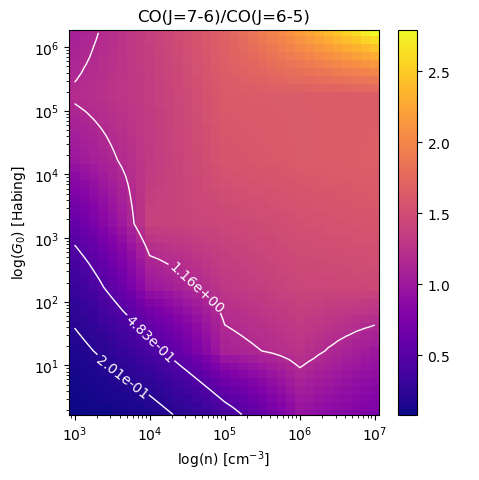 CO(J=7-6)/CO(J=6-5)
10⁶
10⁵
10⁴
10³
10²
10¹
log(G₀) [Habing]
1.16e+00
4.83e-01
2.01e-01
10³ 10⁴ 10⁵ 10⁶ 10⁷
log(n) [cm⁻³]
2.5
2.0
1.5
1.0
0.5